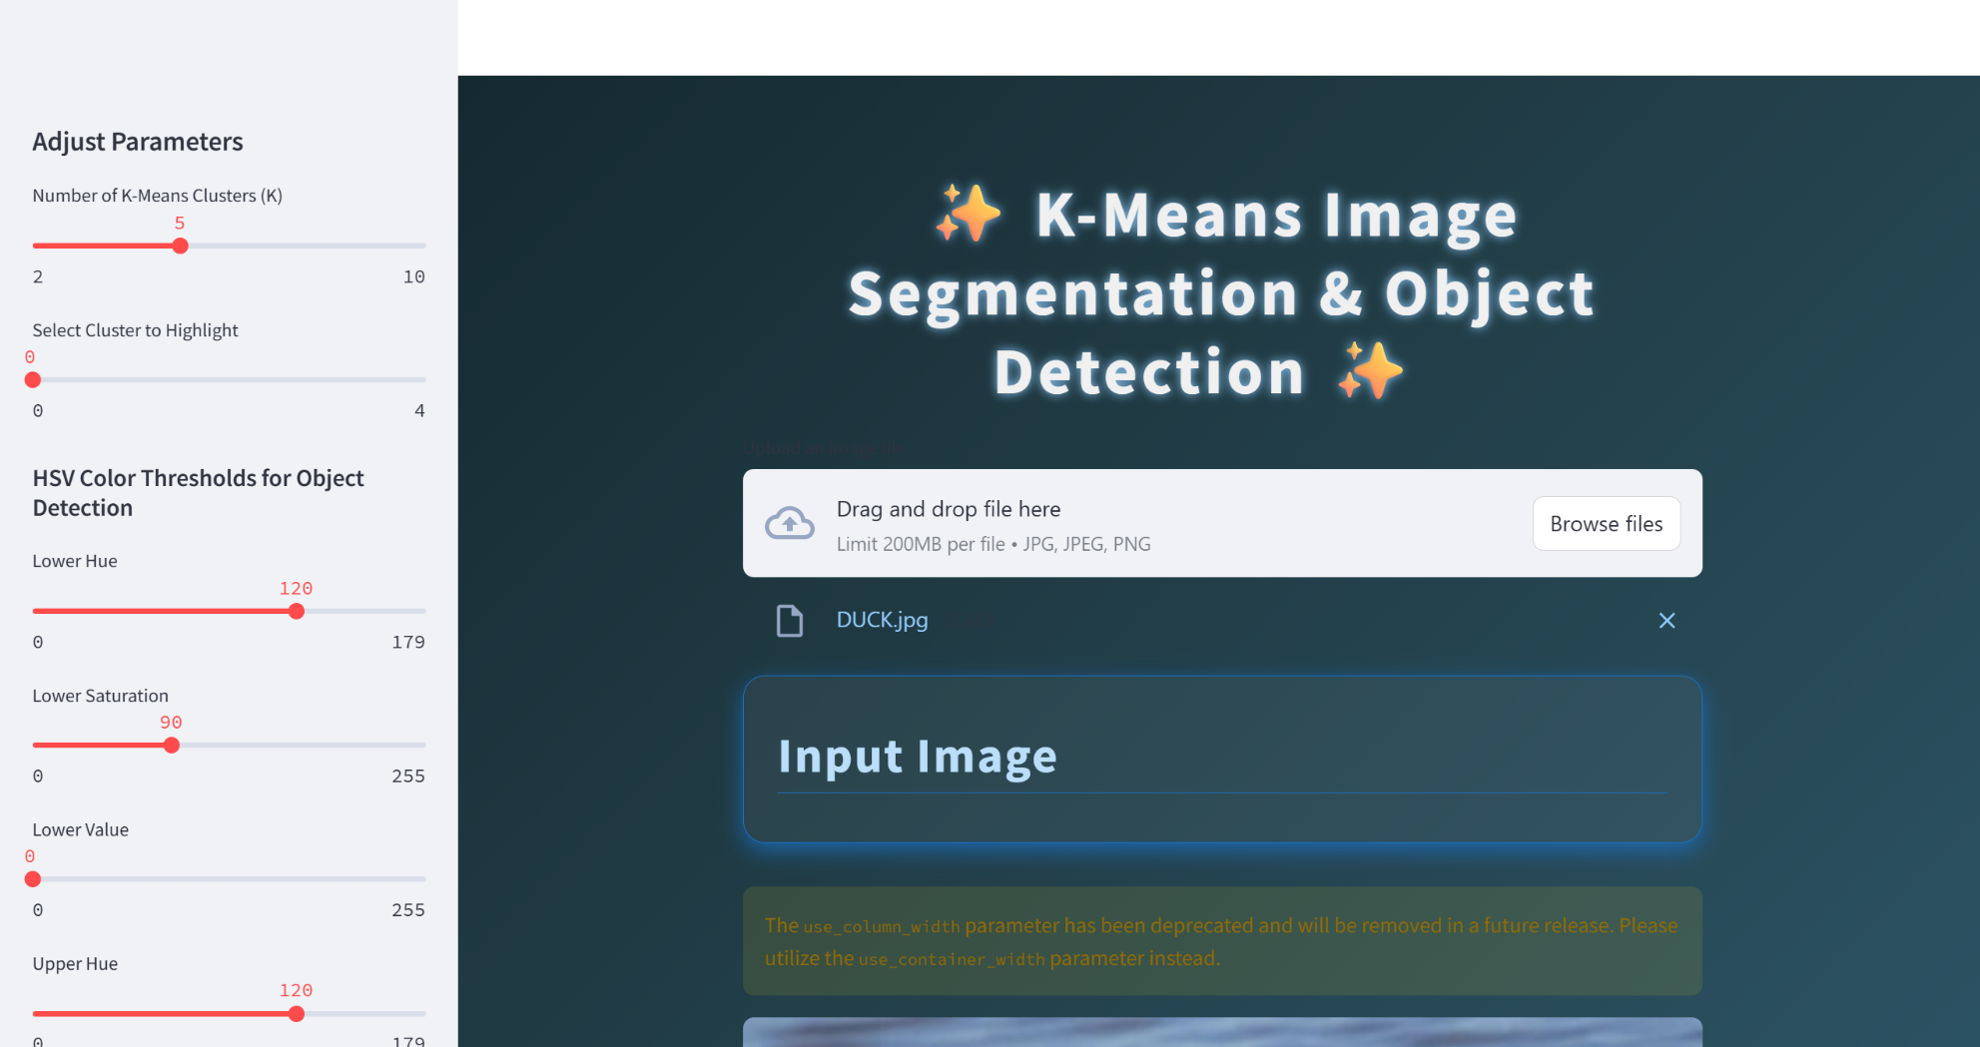 Adjust Parameters
Number of K-Means Clusters (K)
5
2 10
Select Cluster to Highlight
0
0 4
HSV Color Thresholds for Object
Detection
Lower Hue
120
0 179
Lower Saturation
90
0 255
Lower Value
0
0 255
Upper Hue
120
0 179
✨ K-Means Image
Segmentation & Object
Detection ✨
Upload an image file
Drag and drop file here
Limit 200MB per file • JPG, JPEG, PNG
Browse files
DUCK.jpg
Input Image
The use_column_width parameter has been deprecated and will be removed in a future release. Please
utilize the use_container_width parameter instead.